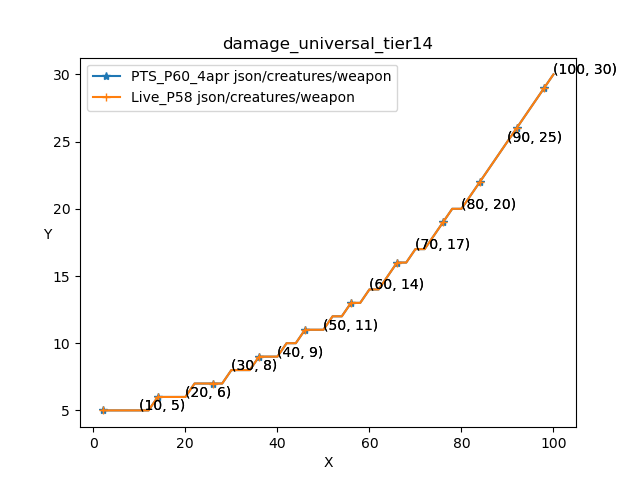 damage_universal_tier14
PTS_P60_4apr json/creatures/weapon
Live_P58 json/creatures/weapon
30
25
20
15
10
5
Y
(100, 30)
(90, 25)
(80, 20)
(70, 17)
(60, 14)
(50, 11)
(40, 9)
(30, 8)
(20, 6)
(10, 5)
0 20 40 60 80 100
X